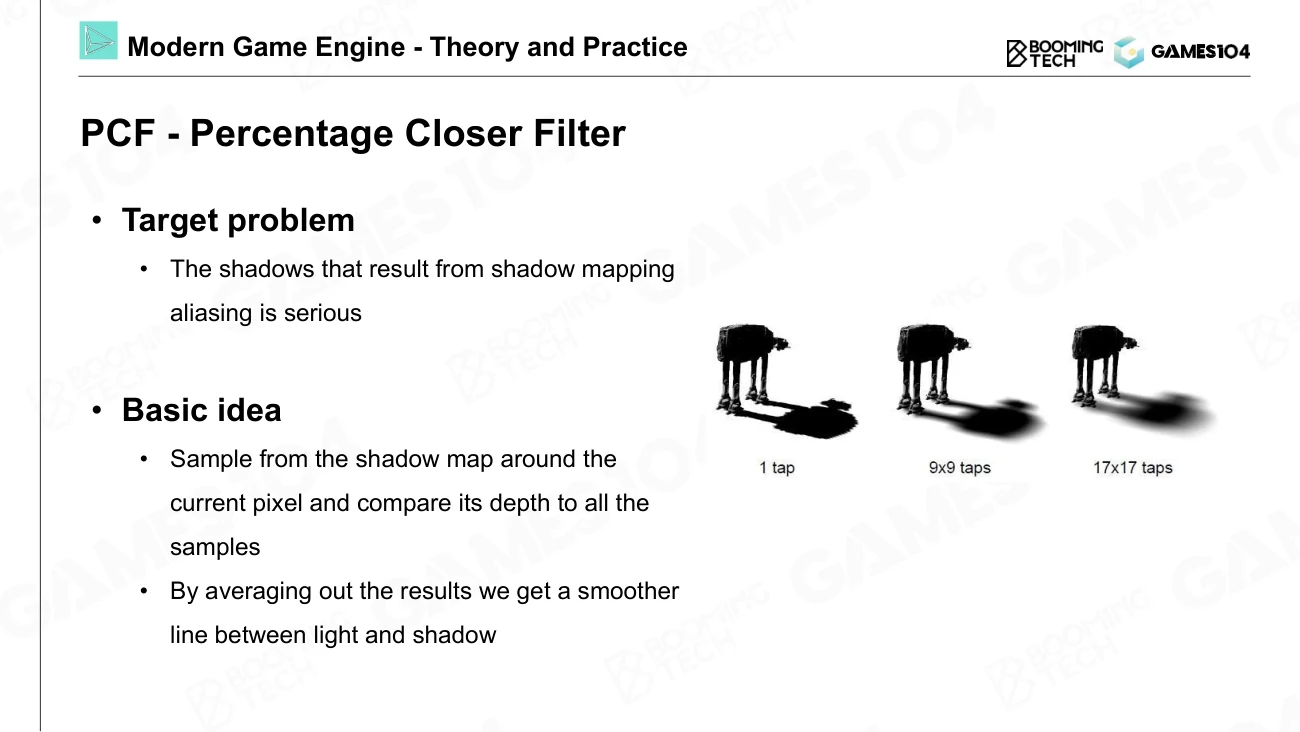 Modern Game Engine - Theory and Practice
BOOMING
TECH
GAMES104
PCF - Percentage Closer Filter
• Target problem
• The shadows that result from shadow mapping
aliasing is serious
• Basic idea
• Sample from the shadow map around the
current pixel and compare its depth to all the
samples
• By averaging out the results we get a smoother
line between light and shadow
1 tap
9x9 taps
17x17 taps